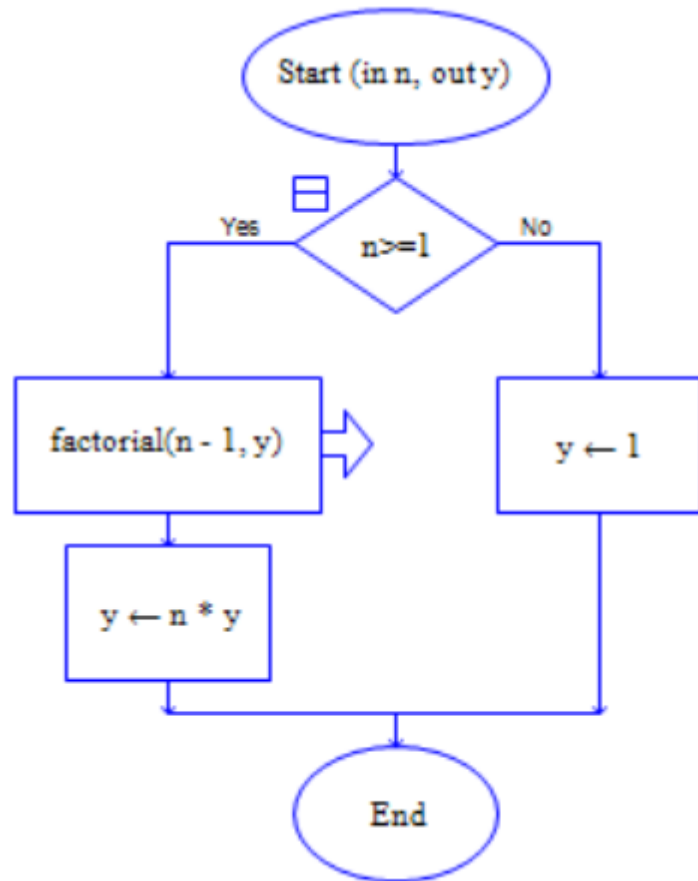 Start (in n, out y)
Yes
n>=1
No
factorial(n - 1, y)
y ← 1
y ← n * y
End